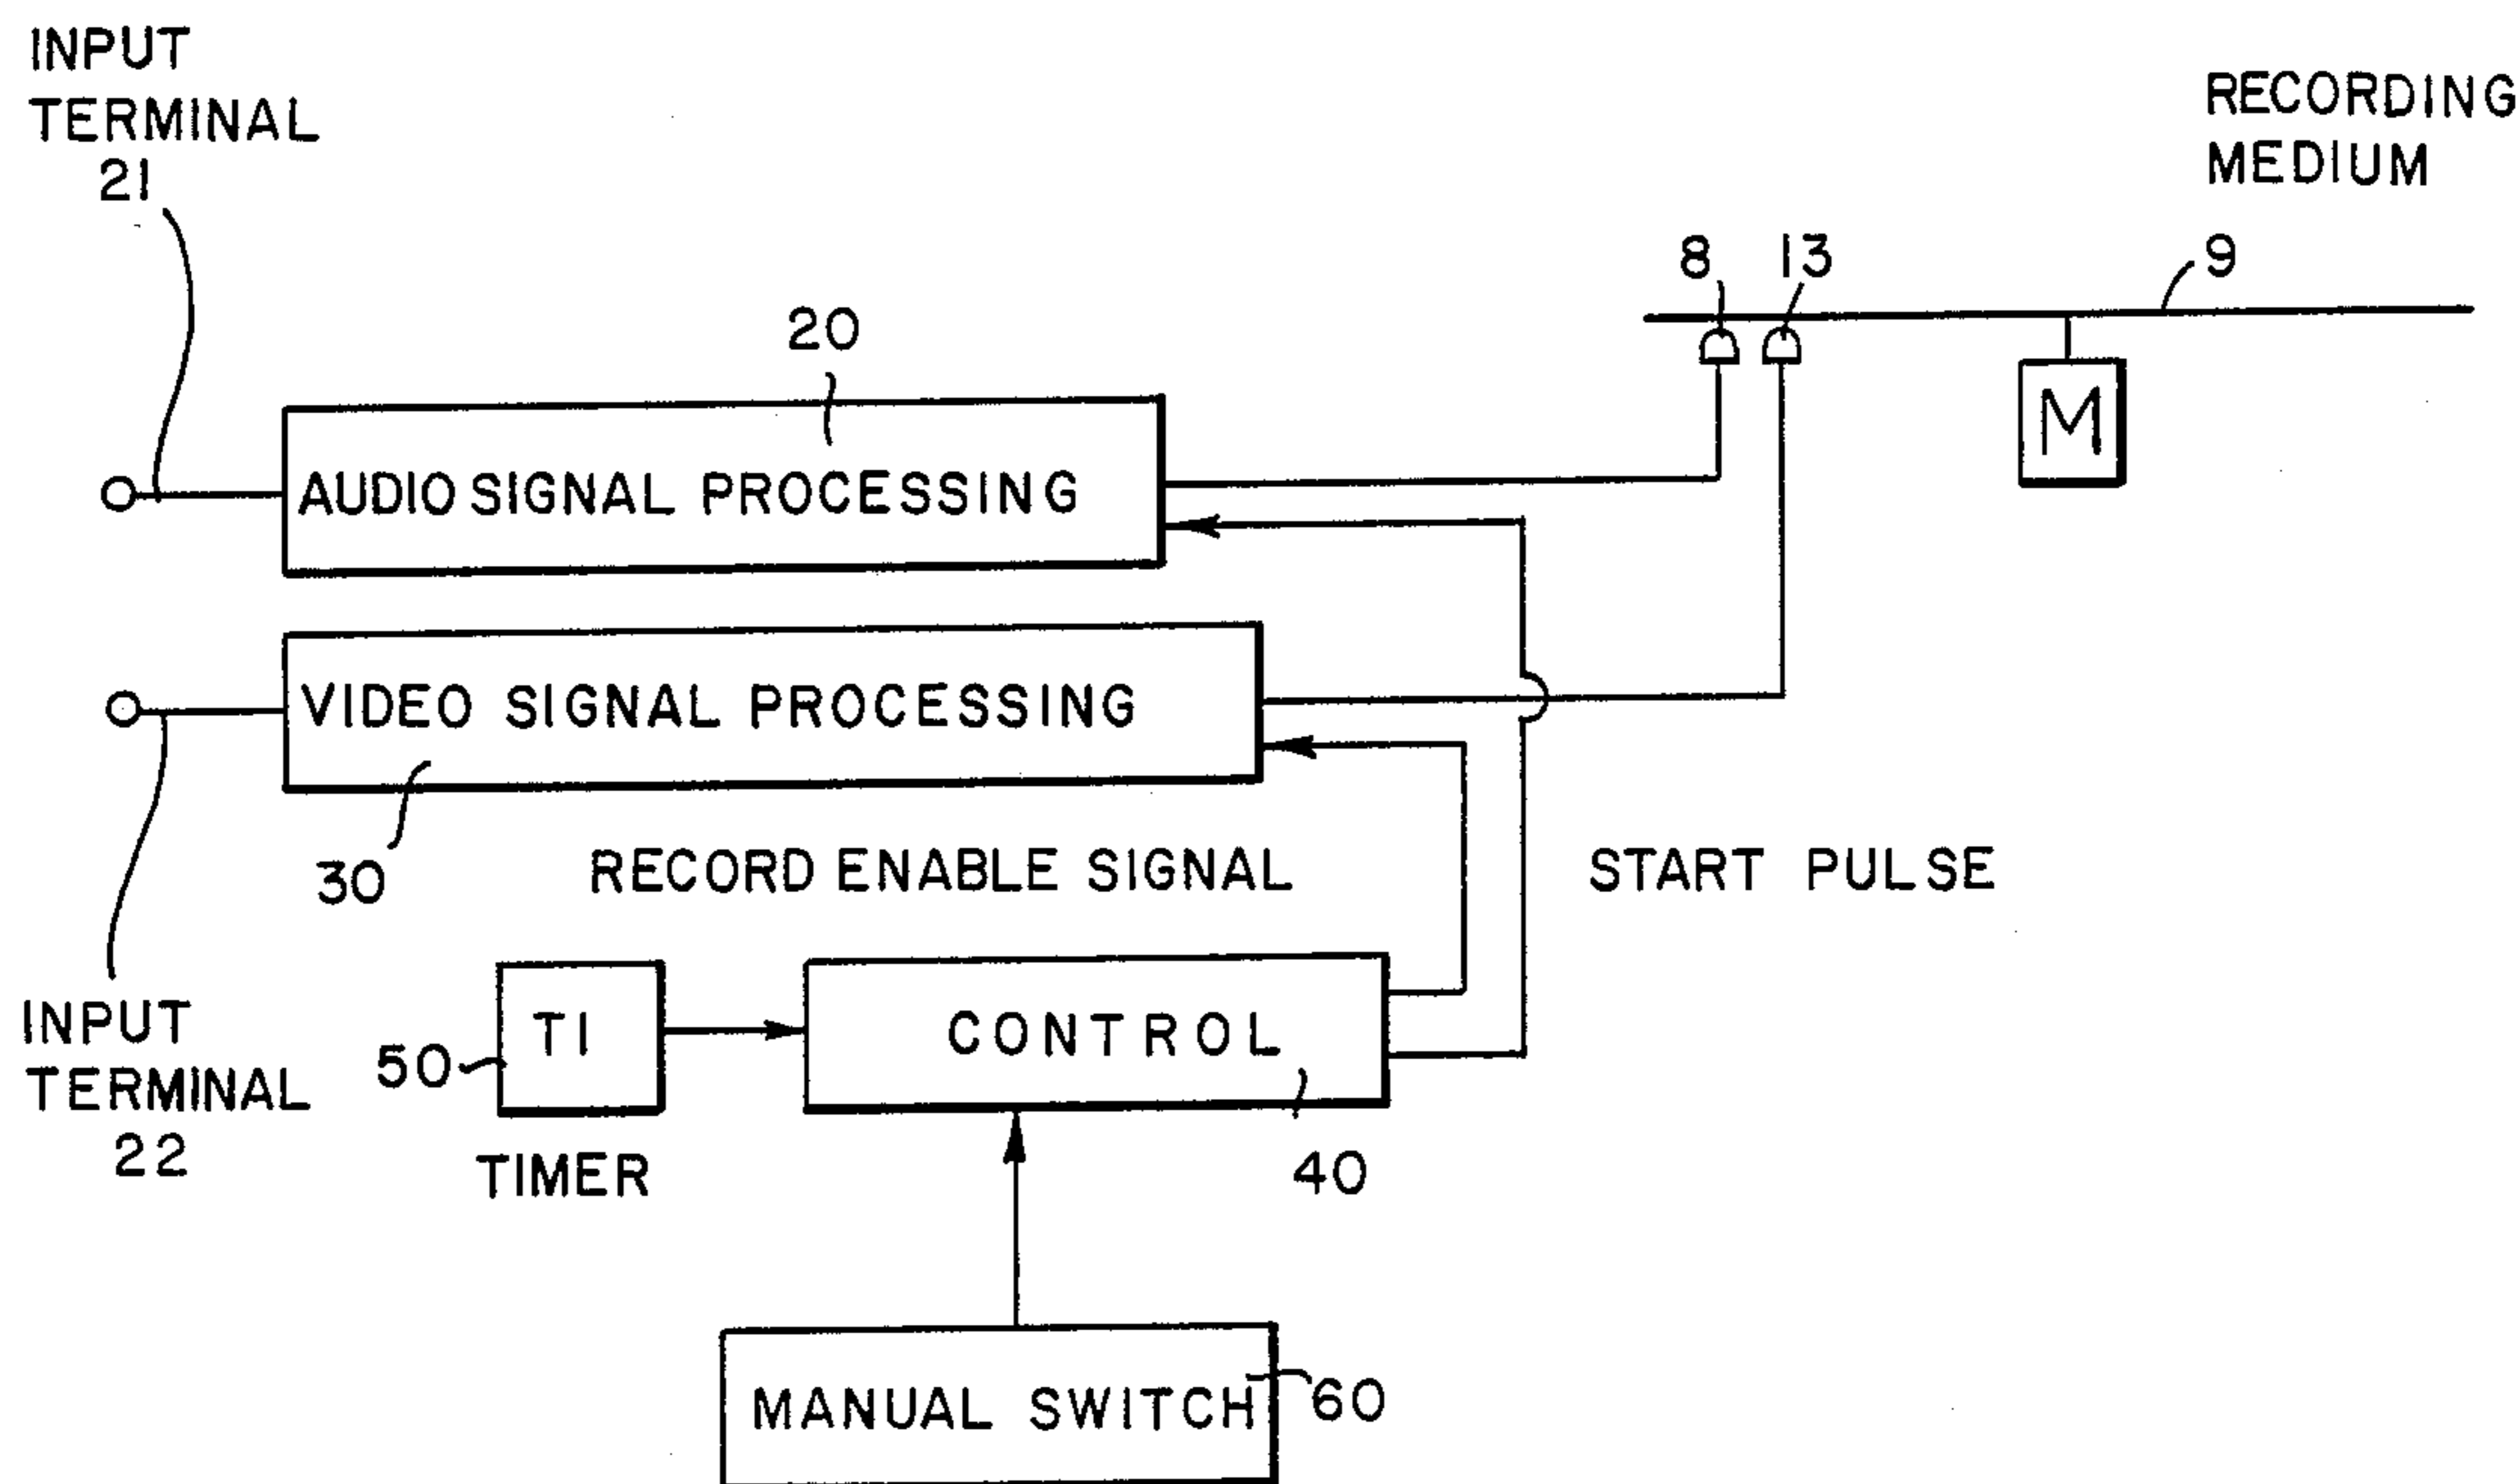 INPUT
TERMINAL
21
RECORDING
MEDIUM
8
13
9
20
M
AUDIO SIGNAL PROCESSING
VIDEO SIGNAL PROCESSING
30
RECORD ENABLE SIGNAL
START PULSE
INPUT
TERMINAL
22
50
TI
CONTROL
TIMER
40
MANUAL SWITCH
60